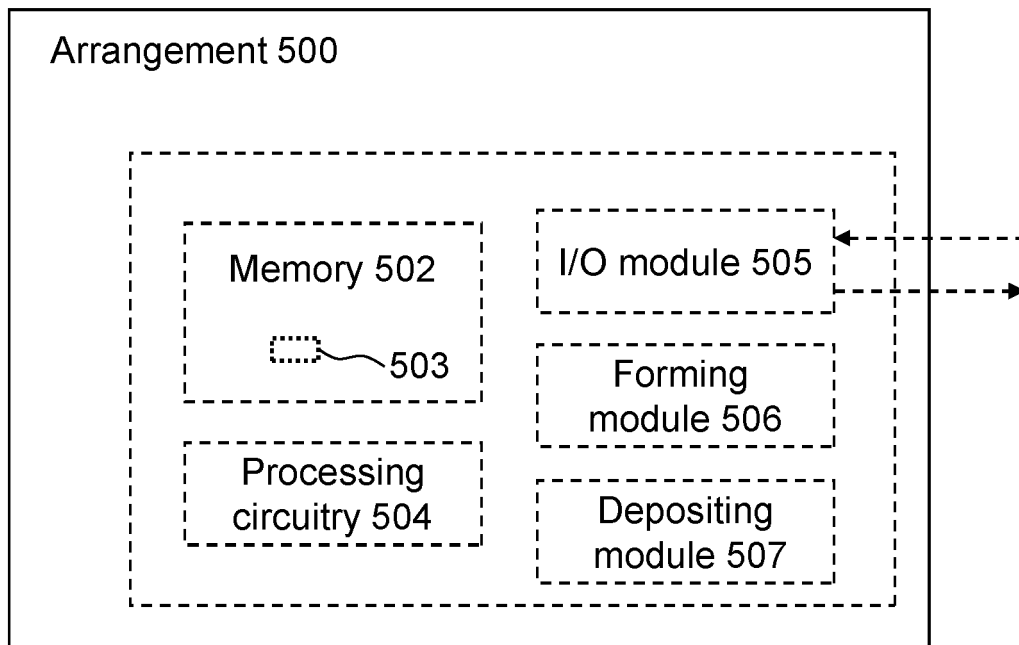 Arrangement 500
Memory 502
503
Processing
circuitry 504
I/O module 505
Forming
module 506
Depositing
module 507